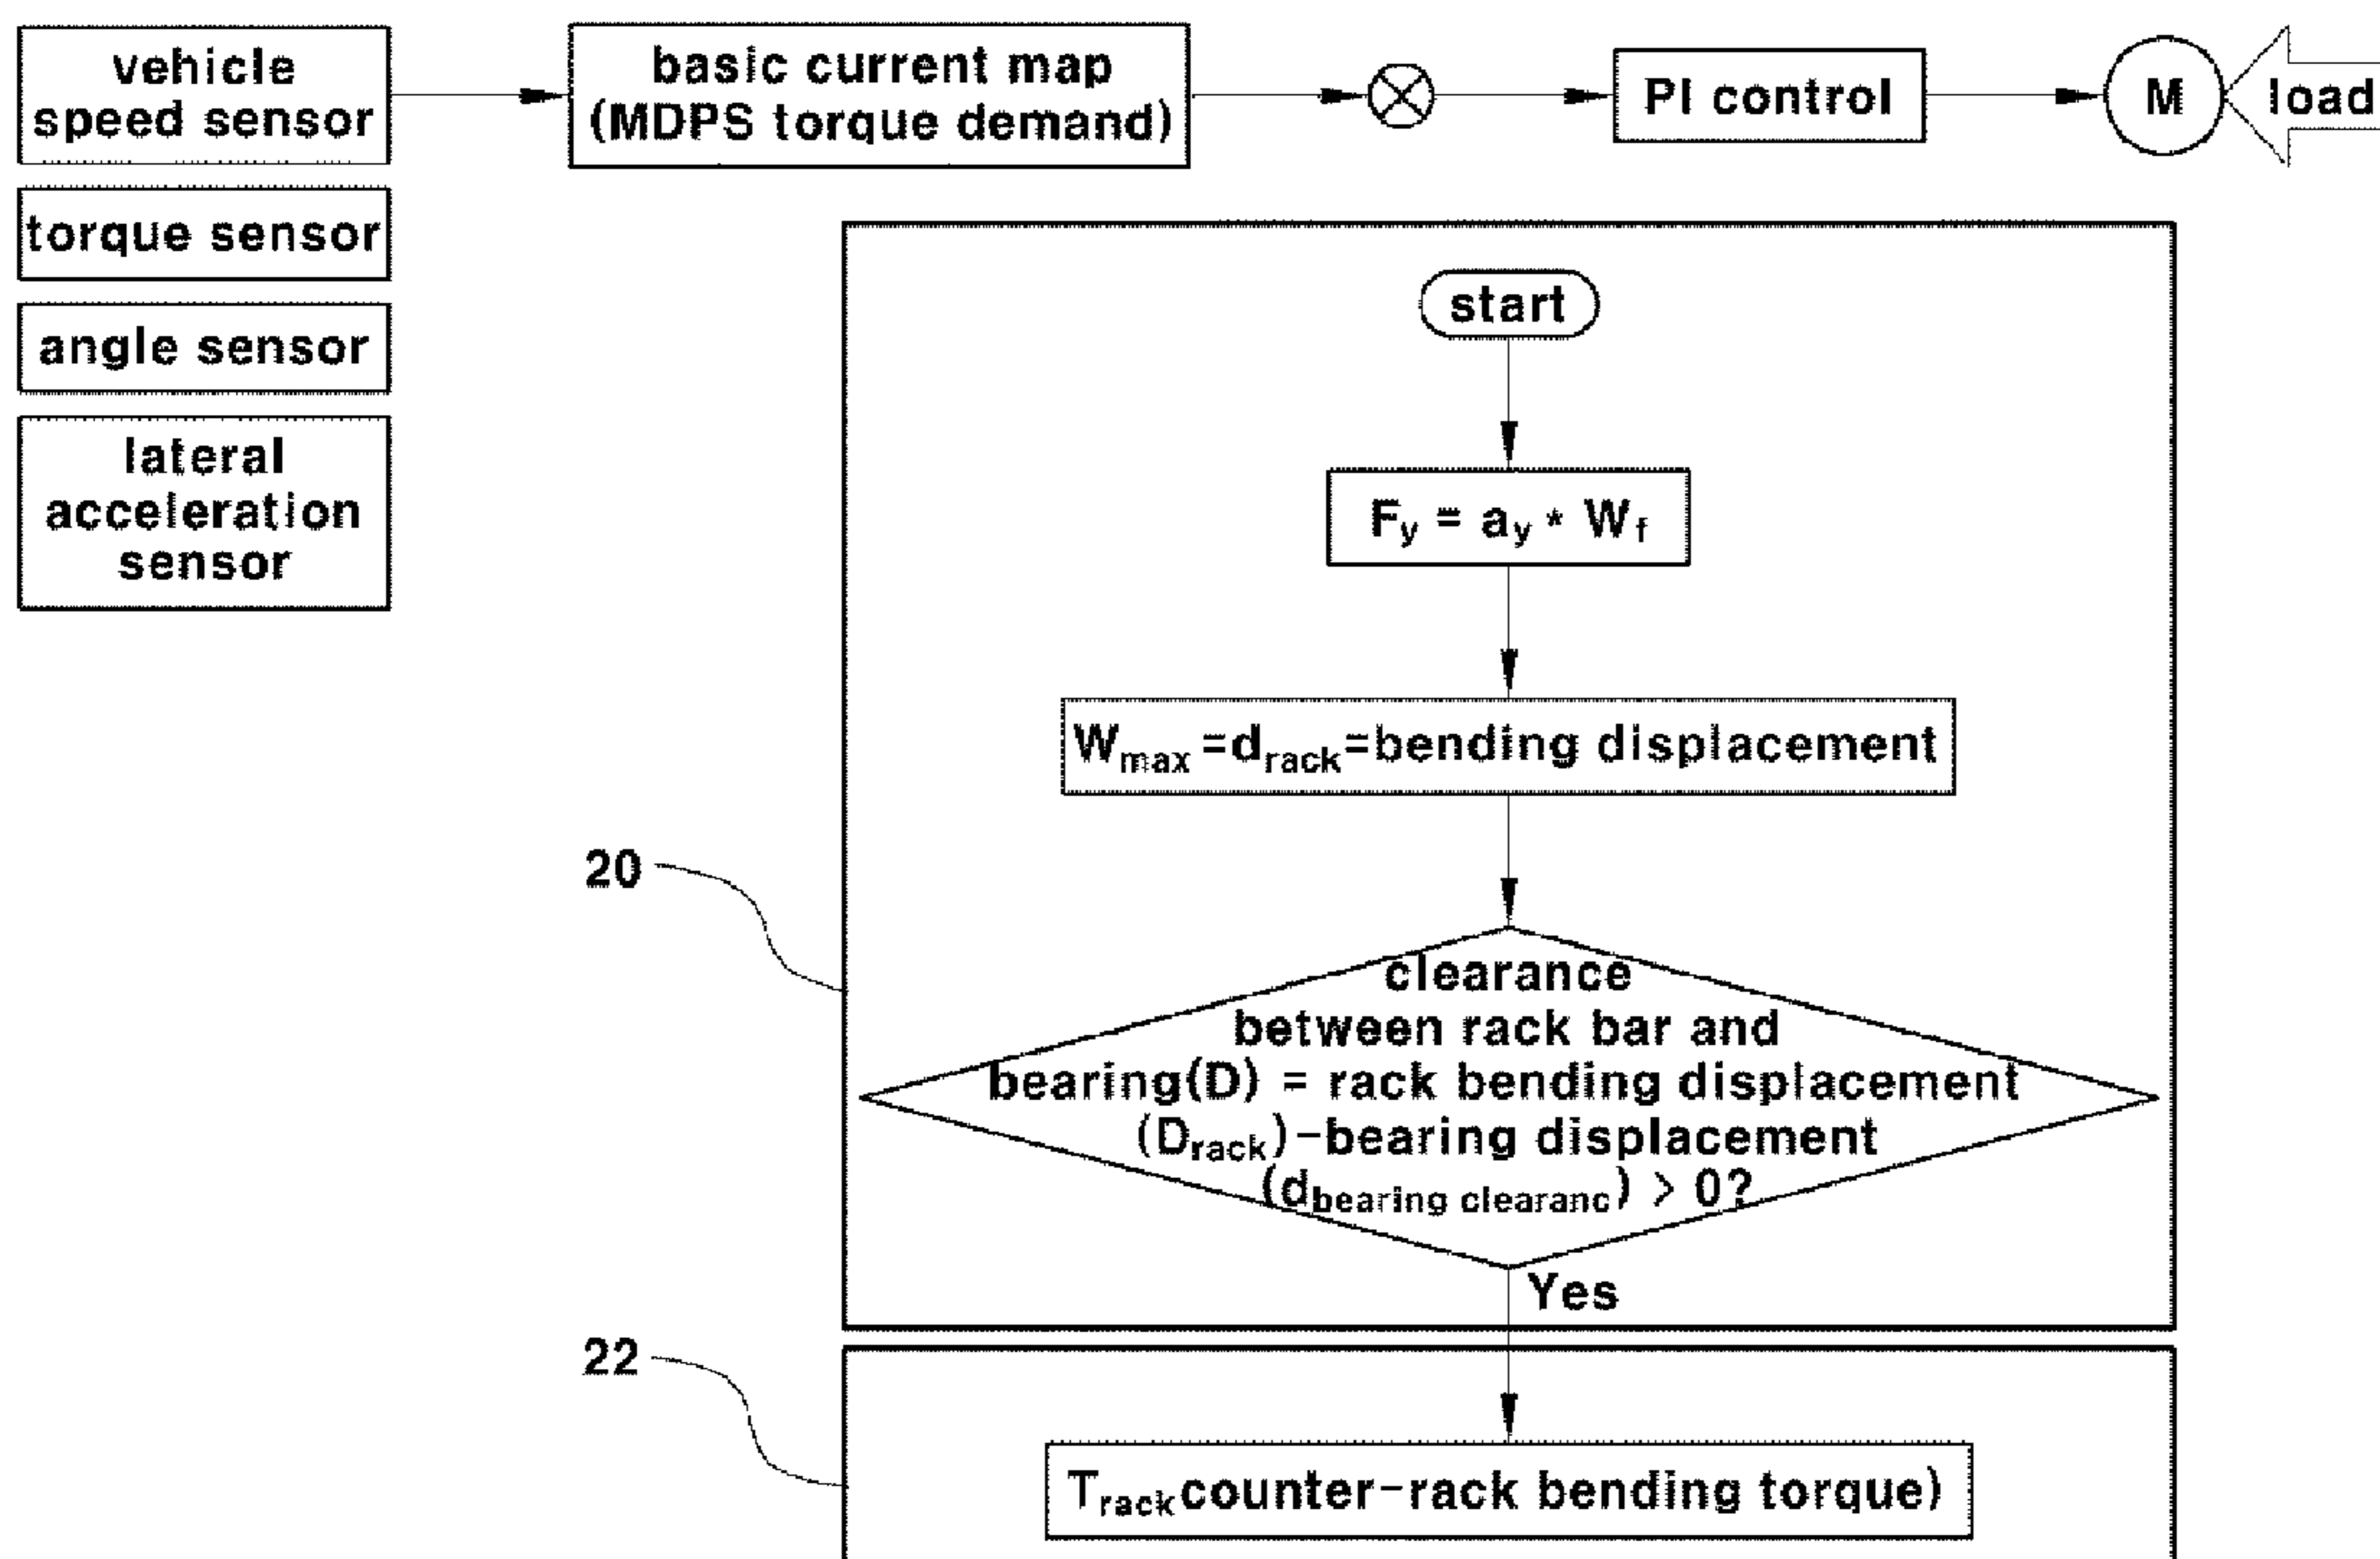 vehicle
speed sensor
basic current map
(MDPS torque demand)
PI control
M
load
torque sensor
angle sensor
lateral
acceleration
sensor
start
Fy = ay * Wf
Wmax =drack=bending displacement
20
clearance
between rack bar and
bearing(D) = rack bending displacement
(Drack)-bearing displacement
(dbearing clearanc) > 0?
Yes
22
Trackcounter-rack bending torque)